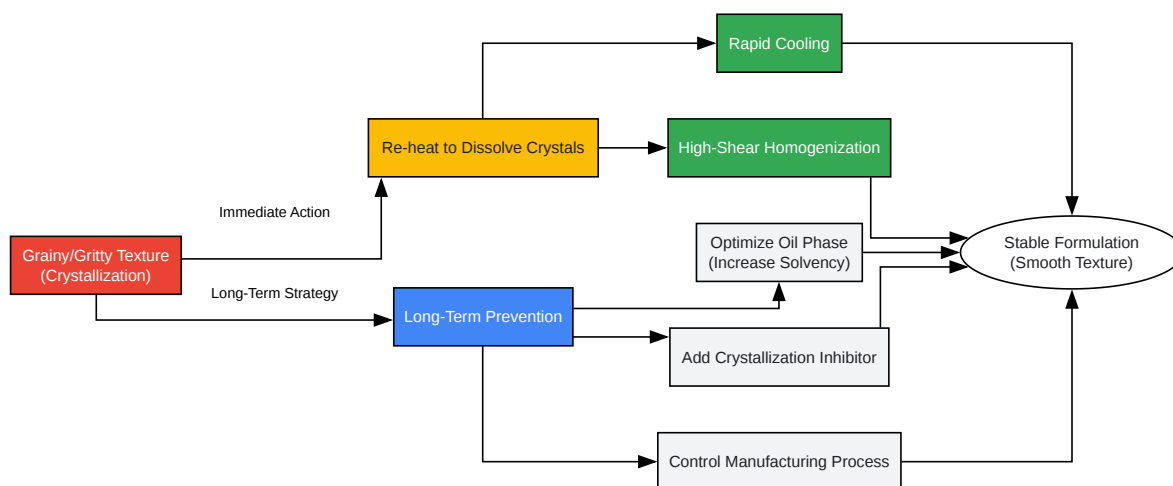 Rapid Cooling
Re-heat to Dissolve Crystals
High-Shear Homogenization
Immediate Action
Grainy/Gritty Texture
(Crystallization)
Optimize Oil Phase
(Increase Solvency)
Stable Formulation
(Smooth Texture)
Long-Term Strategy
Long-Term Prevention
Add Crystallization Inhibitor
Control Manufacturing Process